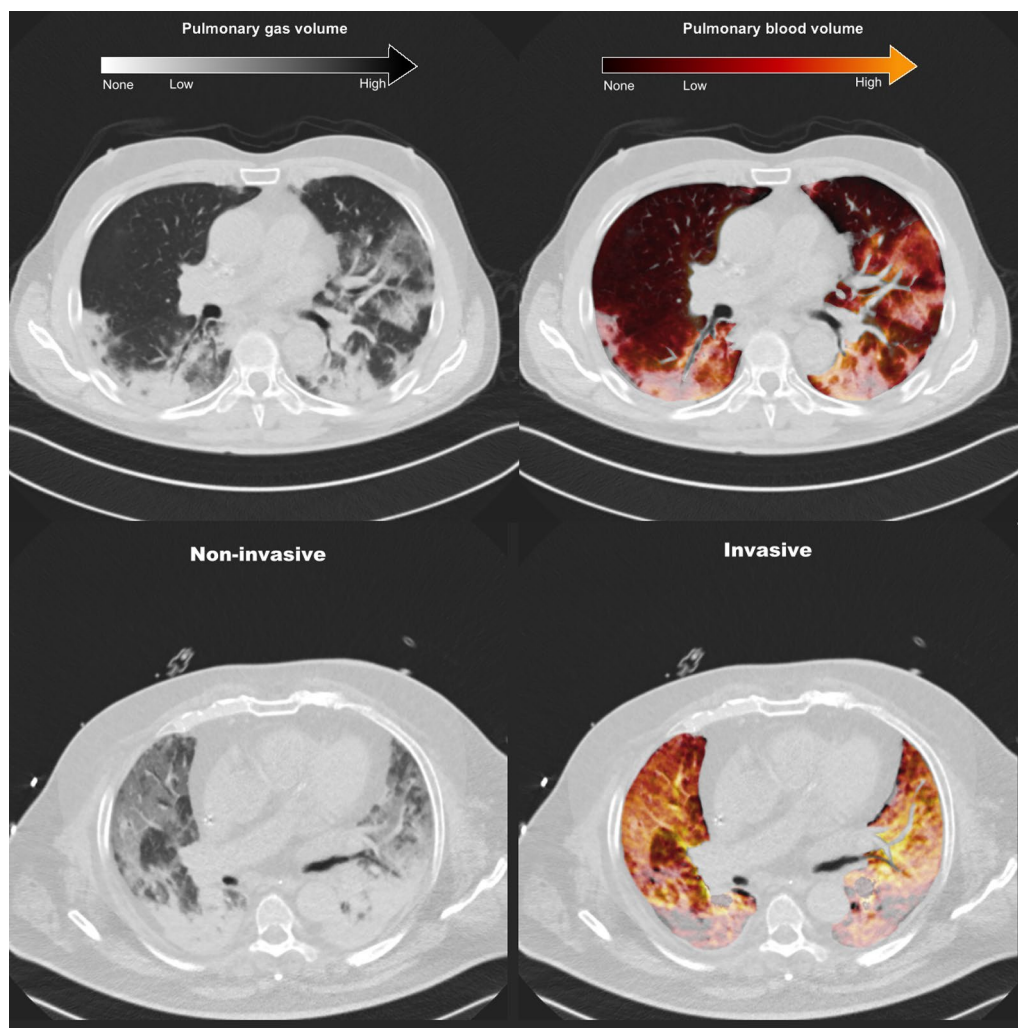 Pulmonary gas volume
None Low High
Pulmonary blood volume
None Low High
Non-invasive
Invasive